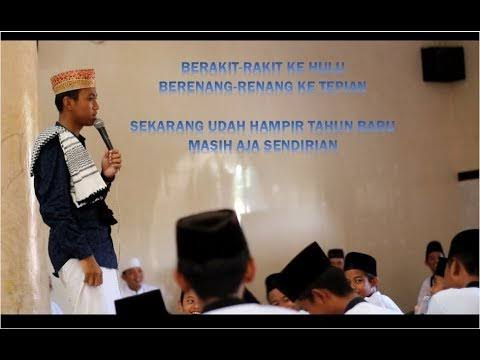 BERAKIT-RAKIT KE HULU
BERENANG-RENANG KE TEPIAN
SEKARANG UDAH HAMPIR TAHUN BARU
MASIH AJA SENDIRIAN